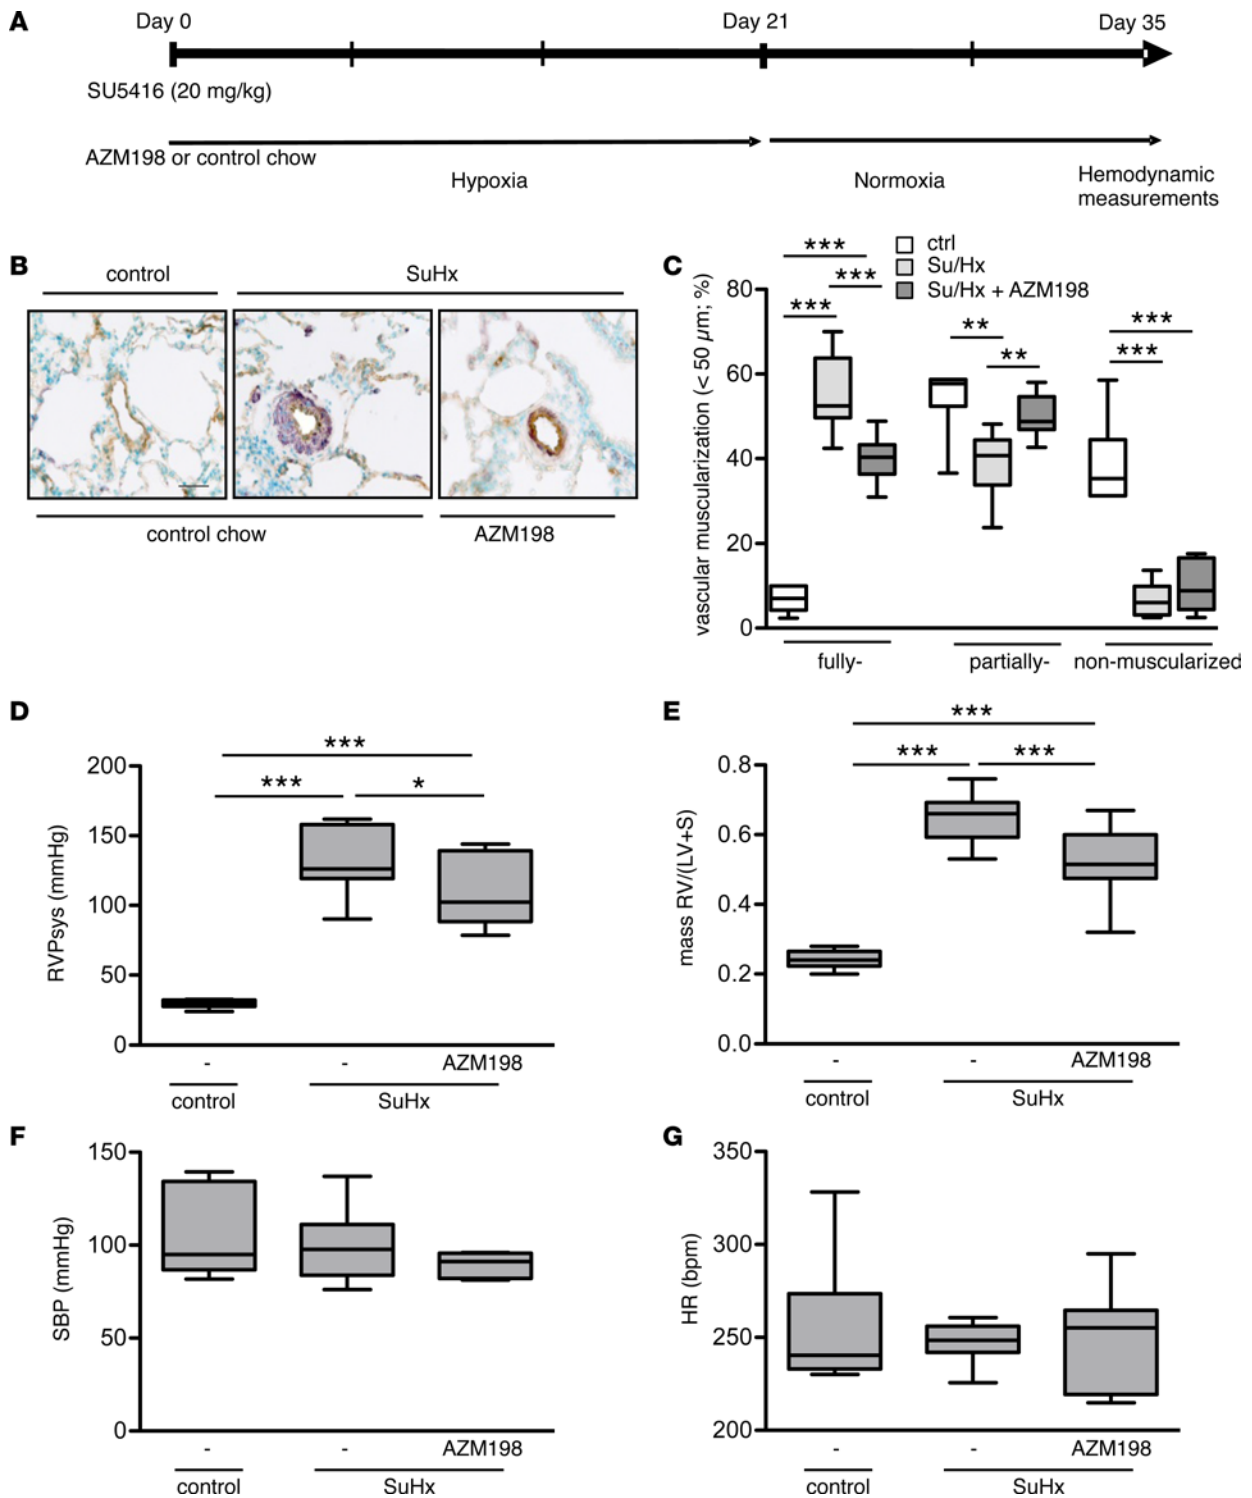 A
Day 0
Day 21
Day 35
SU5416 (20 mg/kg)
AZM198 or control chow
Hypoxia
Normoxia
Hemodynamic
measurements
B
control
SuHx
control chow
AZM198
C
ctrl
Su/Hx
Su/Hx + AZM198
***
***
***
**
**
***
***
vascular muscularization (< 50 µm; %)
80
60
40
20
0
fully-
partially-
non-muscularized
D
***
***
*
RVPsys (mmHg)
200
150
100
50
0
-
-
AZM198
control
SuHx
E
***
***
***
mass RV/(LV+S)
0.8
0.6
0.4
0.2
0.0
-
-
AZM198
control
SuHx
F
SBP (mmHg)
150
100
50
0
-
-
AZM198
control
SuHx
G
HR (bpm)
350
300
250
200
-
-
AZM198
control
SuHx